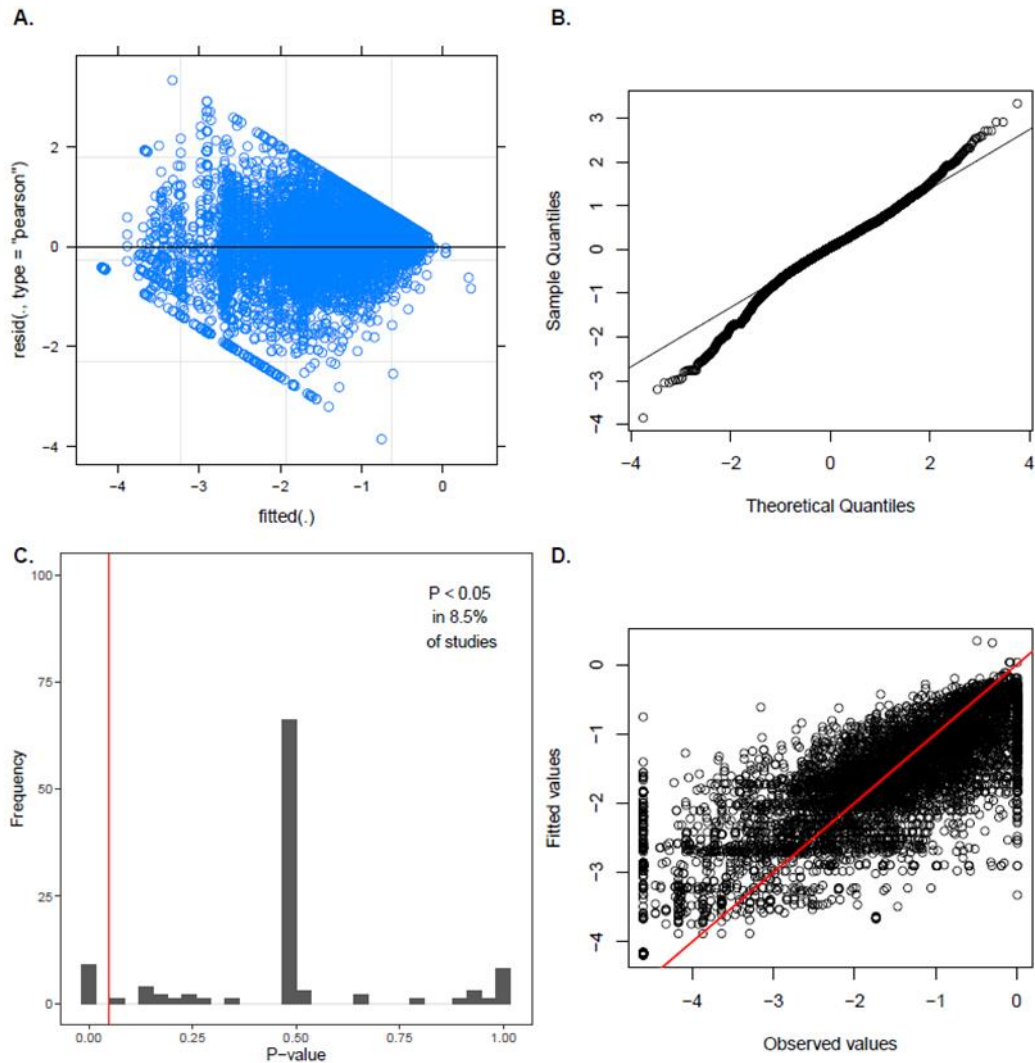 A.
resid(., type = "pearson")
2
0
−2
−4
−4
−3
−2
−1
0
fitted(.)
B.
Sample Quantiles
3
2
1
0
−1
−2
−3
−4
−4
−2
0
2
4
Theoretical Quantiles
C.
P < 0.05
in 8.5%
of studies
Frequency
100
75
50
25
0
0.00
0.25
0.50
0.75
1.00
P−value
D.
Fitted values
0
−1
−2
−3
−4
−4
−3
−2
−1
0
Observed values